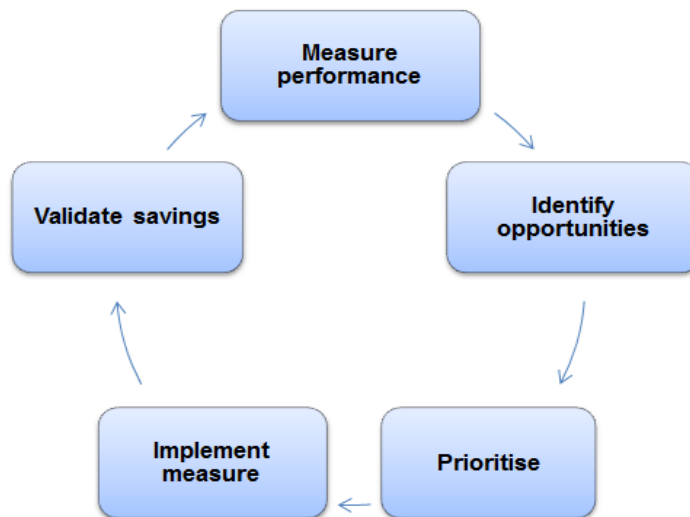 Measure
performance
Identify
opportunities
Prioritise
Implement
measure
Validate savings